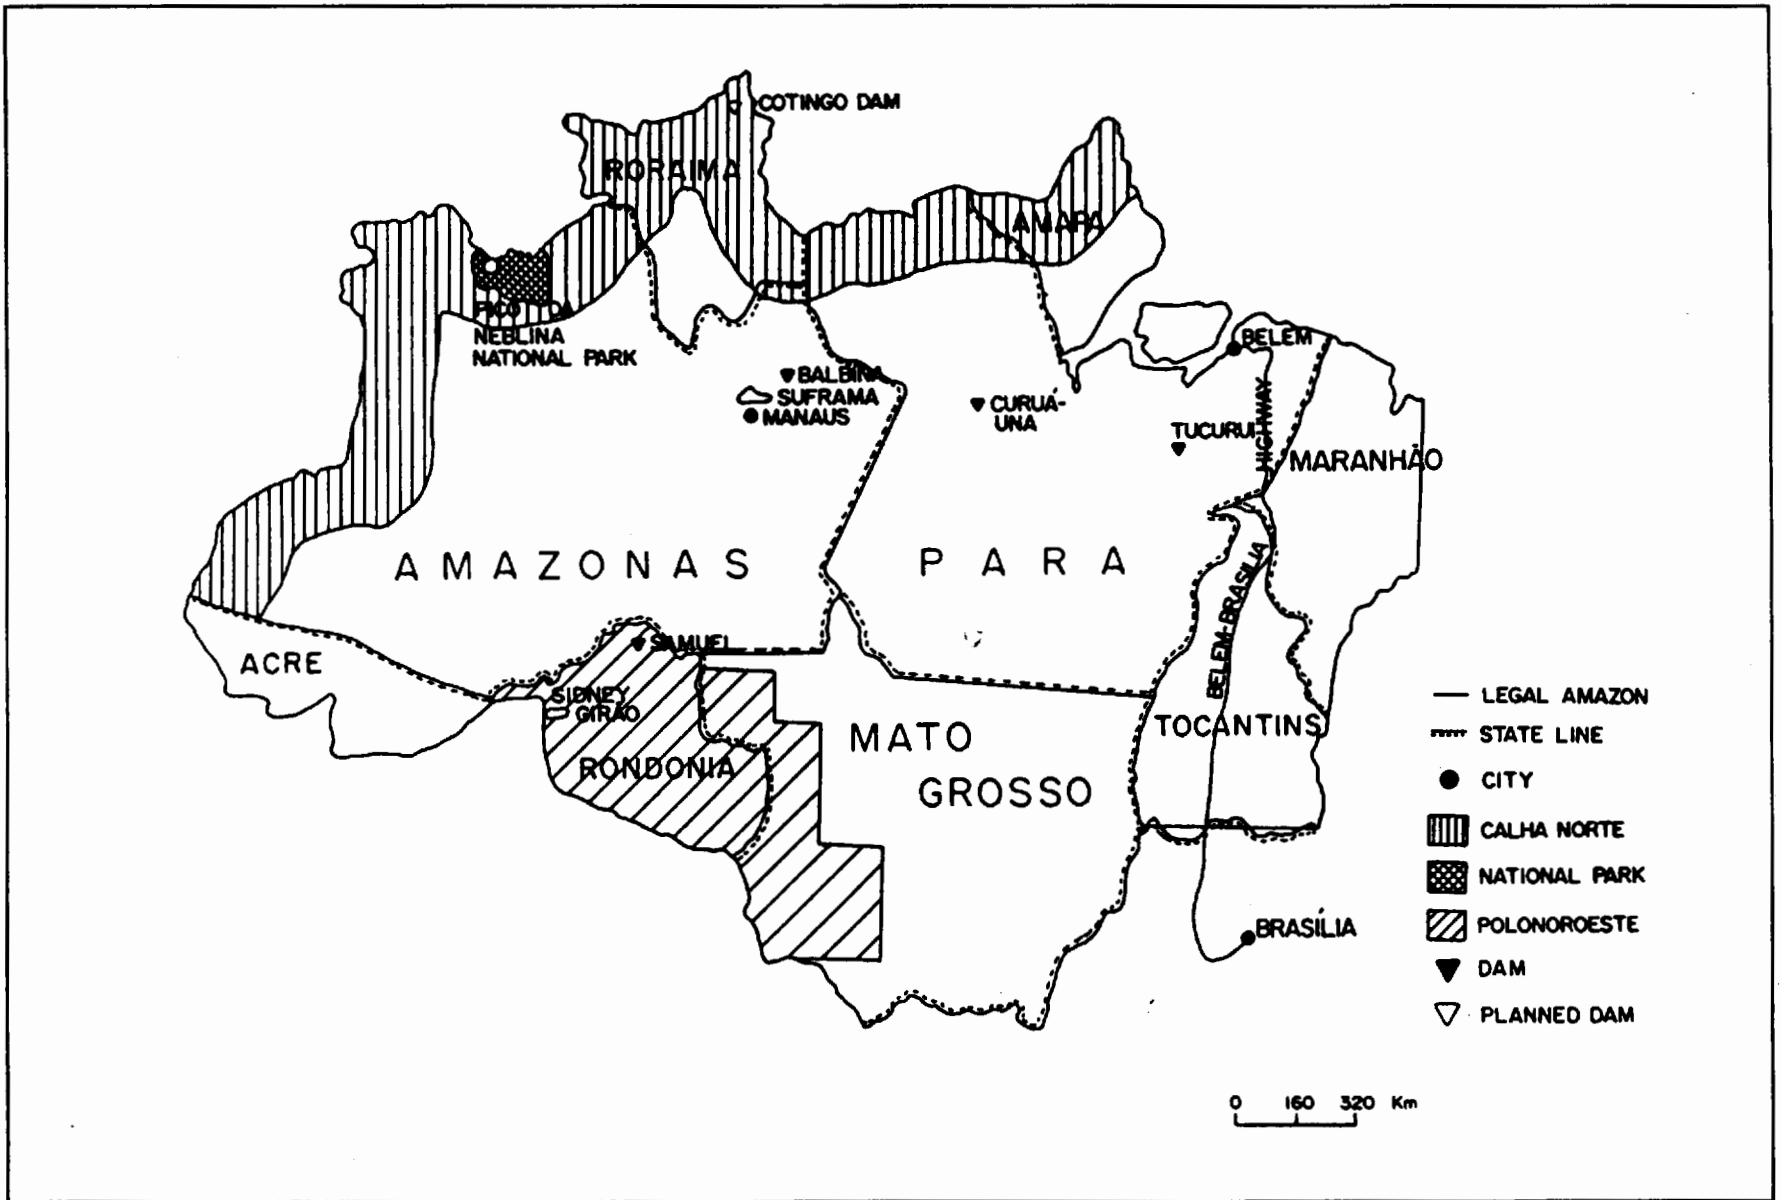 COTINGO DAM
RORAIMA
AMAPA
PICO DA
NEBLINA
NATIONAL PARK
BELEM
BALBINA
SUFRAMA
MANAUS
CURUÁ-
UNA
TUCURUI
HIGHWAY
MARANHÃO
AMAZONAS
PARA
BELEM-BRASILIA
SAMUEL
ACRE
SIDNEY
GIRÃO
RONDONIA
MATO
GROSSO
TOCANTINS
BRASÍLIA
LEGAL AMAZON
STATE LINE
CITY
CALHA NORTE
NATIONAL PARK
POLONOROESTE
DAM
PLANNED DAM
0 160 320 Km